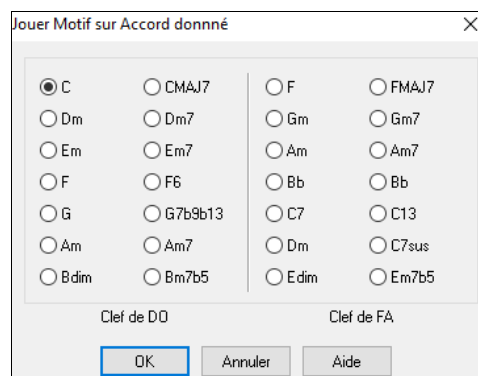 Jouer Motif sur Accord donnné
C CMAJ7 F FMAJ7
Dm Dm7 Gm Gm7
Em Em7 Am Am7
F F6 Bb Bb
G G7b9b13 C7 C13
Am Am7 Dm C7sus
Bdim Bm7b5 Edim Em7b5
Clef de DO Clef de FA
OK Annuler Aide